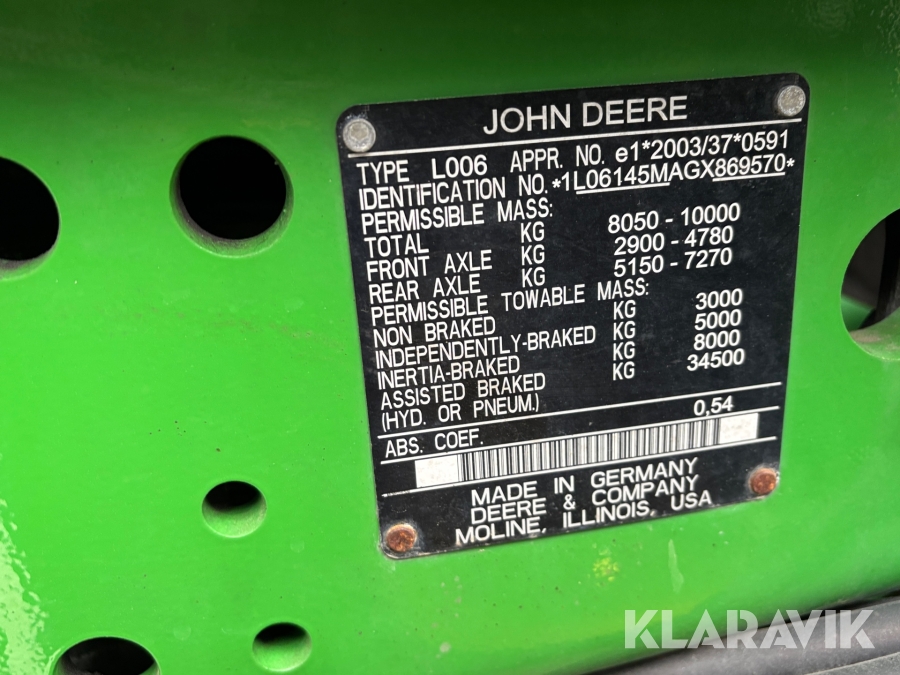 JOHN DEERE
TYPE L006 APPR. NO. e1*2003/37*0591
IDENTIFICATION NO. *1L06145MAGX869570*
PERMISSIBLE MASS:
TOTAL KG 8050 - 10000
FRONT AXLE KG 2900 - 4780
REAR AXLE KG 5150 - 7270
PERMISSIBLE TOWABLE MASS:
NON BRAKED KG 3000
INDEPENDENTLY-BRAKED KG 5000
INERTIA-BRAKED KG 8000
ASSISTED BRAKED KG 34500
(HYD. OR PNEUM.)
ABS. COEF. 0,54
MADE IN GERMANY
DEERE & COMPANY
MOLINE, ILLINOIS, USA
KLARAVIK